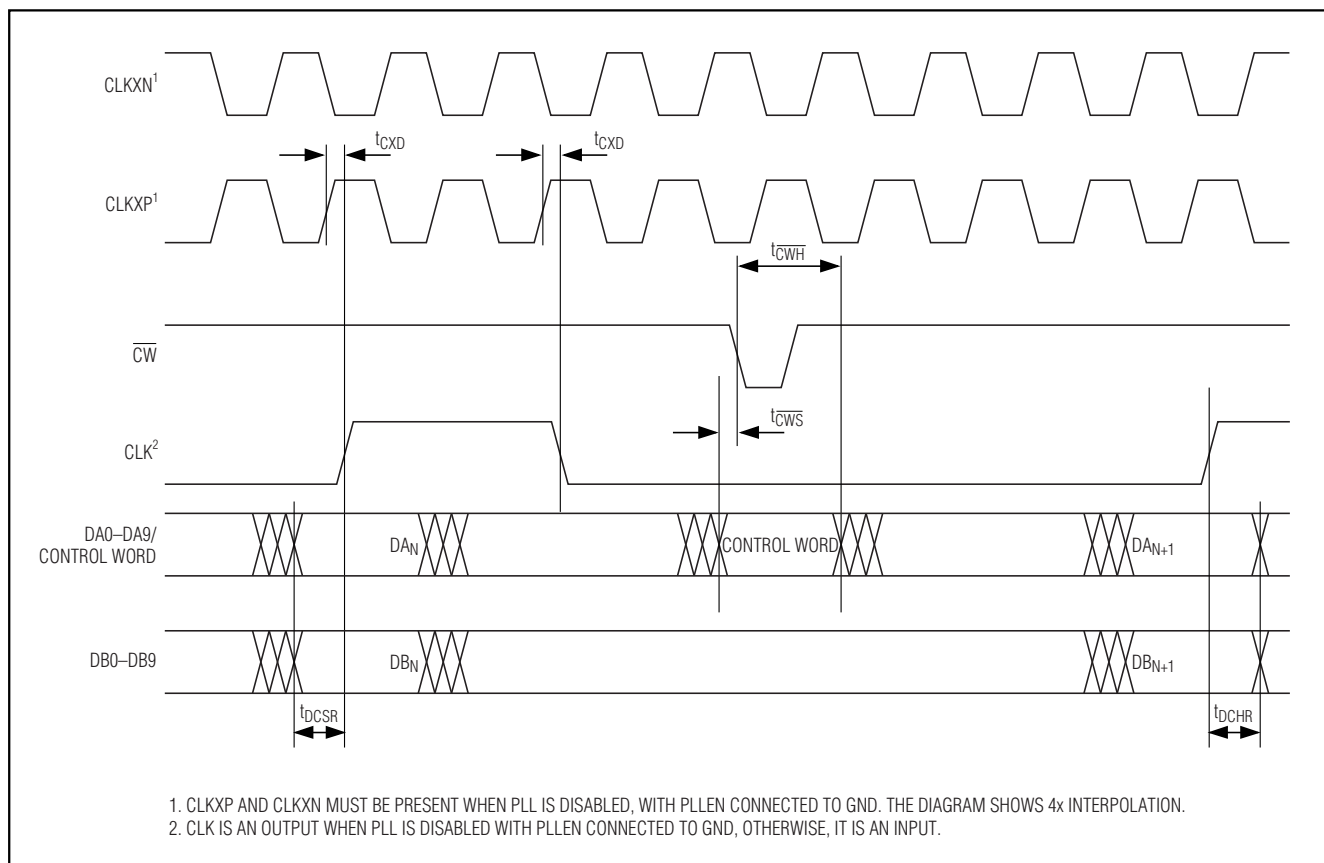 CLKXN¹
tCXD tCXD
CLKXP¹
tC̅W̅H̅
C̅W̅
tC̅W̅S̅
CLK²
DA0–DA9/
CONTROL WORD
DAN CONTROL WORD DAN+1
DB0–DB9 DBN DBN+1
tDCSR tDCHR
1. CLKXP AND CLKXN MUST BE PRESENT WHEN PLL IS DISABLED, WITH PLLEN CONNECTED TO GND. THE DIAGRAM SHOWS 4x INTERPOLATION.
2. CLK IS AN OUTPUT WHEN PLL IS DISABLED WITH PLLEN CONNECTED TO GND, OTHERWISE, IT IS AN INPUT.